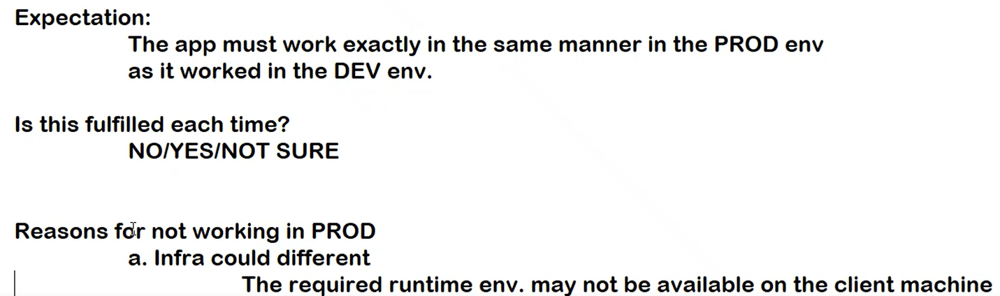 Expectation:
The app must work exactly in the same manner in the PROD env
as it worked in the DEV env.
Is this fulfilled each time?
NO/YES/NOT SURE
Reasons for not working in PROD
a. Infra could different
The required runtime env. may not be available on the client machine